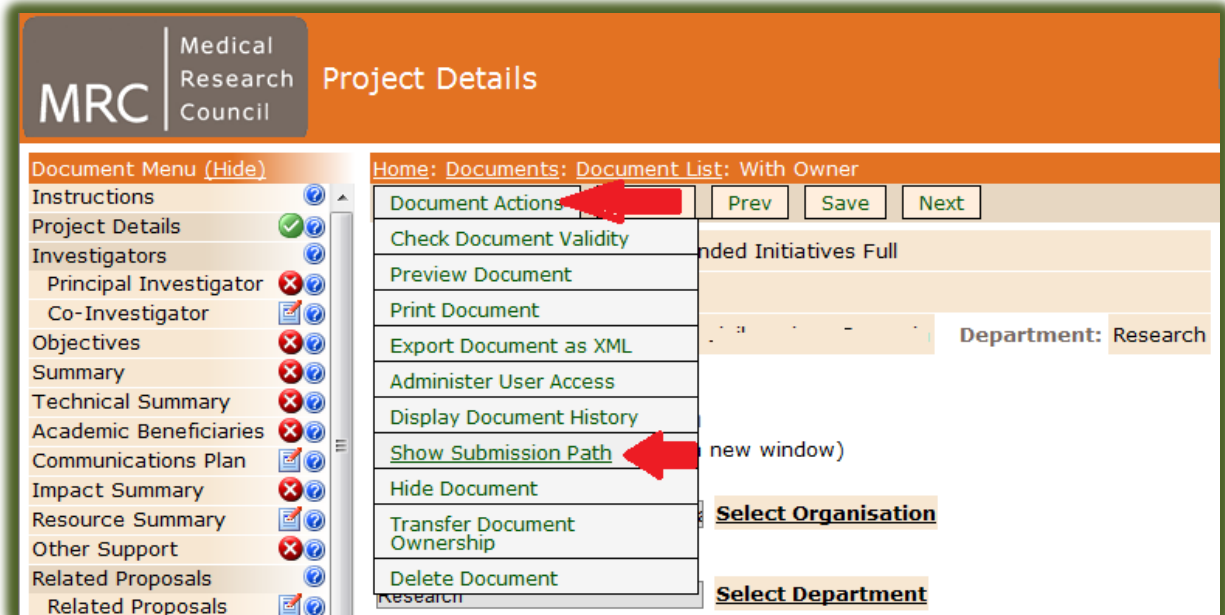 MRC
Medical
Research
Council
Project Details
Document Menu (Hide)
Instructions
Project Details
Investigators
Principal Investigator
Co-Investigator
Objectives
Summary
Technical Summary
Academic Beneficiaries
Communications Plan
Impact Summary
Resource Summary
Other Support
Related Proposals
Related Proposals
Home: Documents: Document List: With Owner
Document Actions Prev Save Next
Check Document Validity
Preview Document
Print Document
Export Document as XML
Administer User Access
Display Document History
Show Submission Path
Hide Document
Transfer Document
Ownership
Delete Document
Initiatives Full
Department: Research
new window)
Select Organisation
Research
Select Department